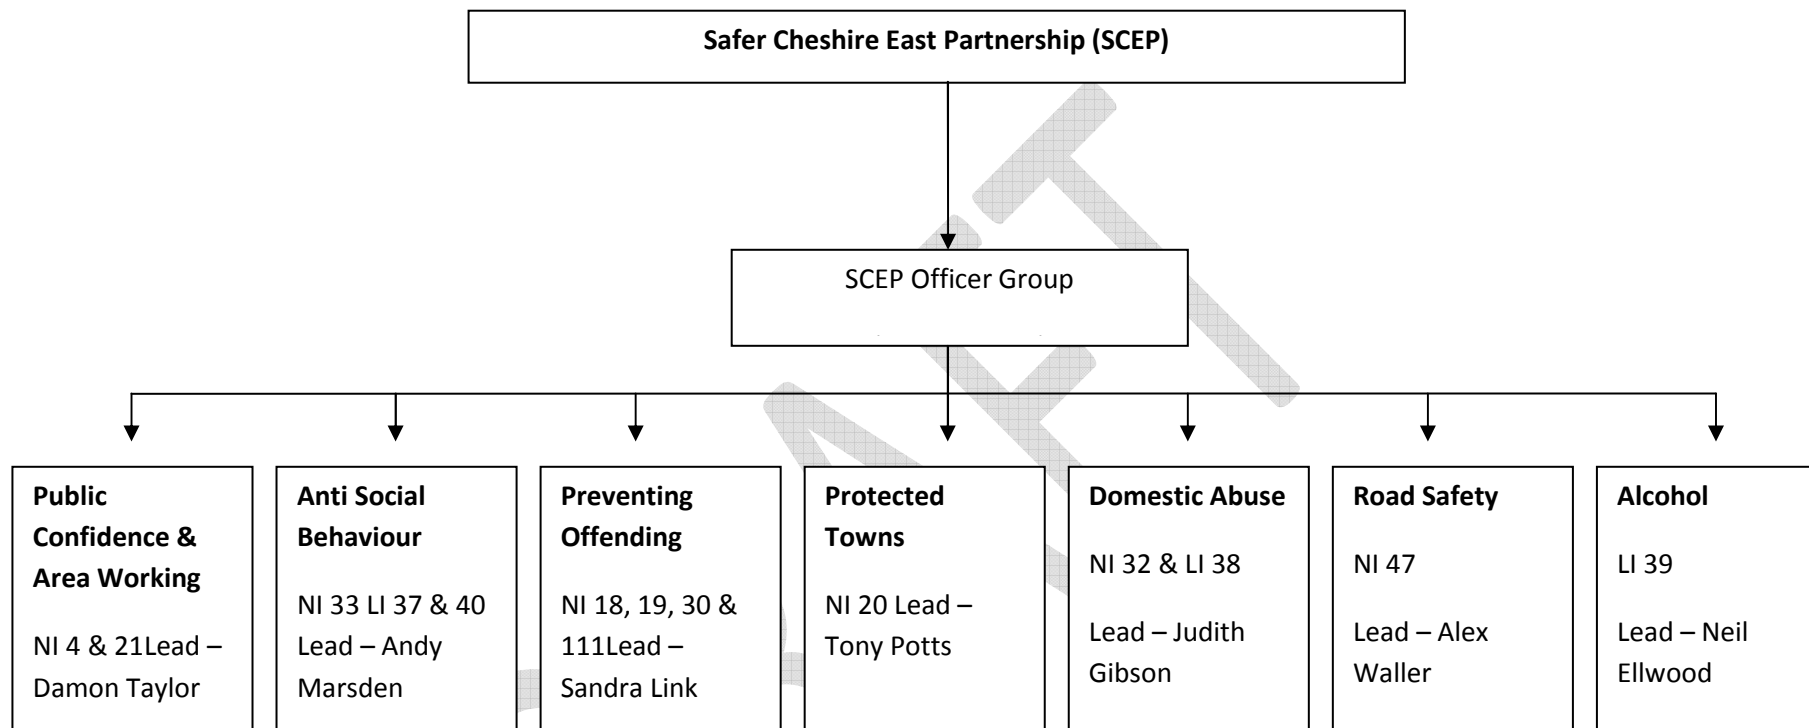 Safer Cheshire East Partnership (SCEP)
SCEP Officer Group
Public
Confidence &
Area Working
NI 4 & 21Lead –
Damon Taylor
Anti Social
Behaviour
NI 33 LI 37 & 40
Lead – Andy
Marsden
Preventing
Offending
NI 18, 19, 30 &
111Lead –
Sandra Link
Protected
Towns
NI 20 Lead –
Tony Potts
Domestic Abuse
NI 32 & LI 38
Lead – Judith
Gibson
Road Safety
NI 47
Lead – Alex
Waller
Alcohol
LI 39
Lead – Neil
Ellwood
DRAFT